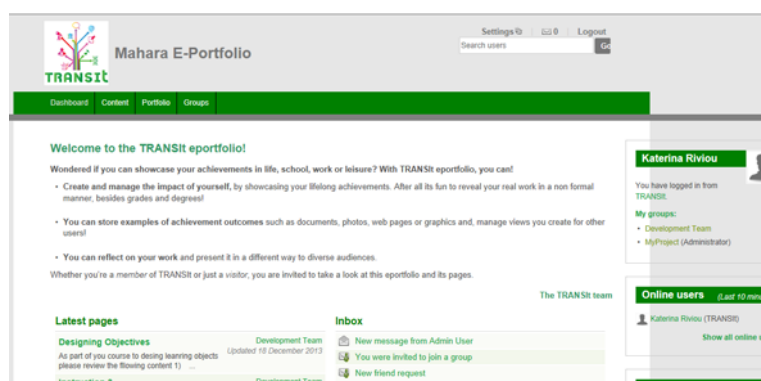 Settings 0 Logout
Search users Go
Mahara E-Portfolio
TRANSIt
Dashboard Content Portfolio Groups
Welcome to the TRANSIt eportfolio!
Wondered if you can showcase your achievements in life, school, work or leisure? With TRANSIt eportfolio, you can!
• Create and manage the impact of yourself, by showcasing your lifelong achievements. After all its fun to reveal your real work in a non formal
manner, besides grades and degrees!
• You can store examples of achievement outcomes such as documents, photos, web pages or graphics and, manage views you create for other
users!
• You can reflect on your work and present it in a different way to diverse audiences.
Whether you're a member of TRANSIt or just a visitor, you are invited to take a look at this eportfolio and its pages.
The TRANSIt team
Latest pages
Designing Objectives Development Team
Updated 18 December 2013
As part of you course to desing leanring objects
please review the fllowing content 1) ...
Development Team
Inbox
New message from Admin User
You were invited to join a group
New friend request
Katerina Riviou
You have logged in from
TRANSIt.
My groups:
• Development Team
• MyProject (Administrator)
Online users (Last 10 minu
Katerina Riviou (TRANSIt)
Show all online u